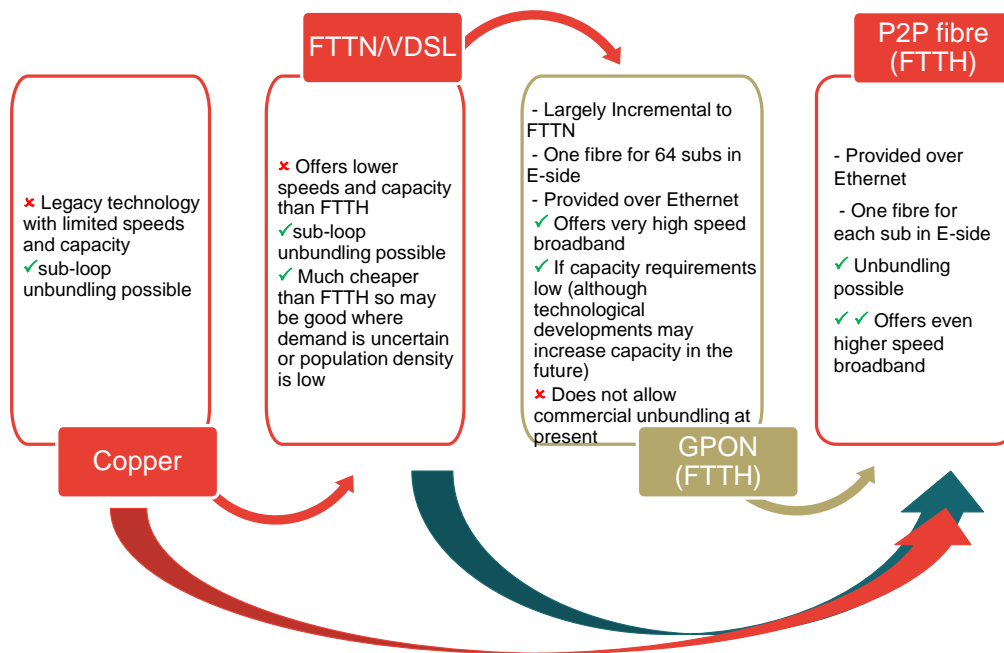 Copper
✘ Legacy technology
with limited speeds
and capacity
✓sub-loop
unbundling possible
FTTN/VDSL
✘ Offers lower
speeds and capacity
than FTTH
✓sub-loop
unbundling possible
✓ Much cheaper
than FTTH so may
be good where
demand is uncertain
or population density
is low
- Largely Incremental to
FTTN
- One fibre for 64 subs in
E-side
- Provided over Ethernet
✓ Offers very high speed
broadband
✓ If capacity requirements
low (although
technological
developments may
increase capacity in the
future)
✘ Does not allow
commercial unbundling at
present
GPON
(FTTH)
P2P fibre
(FTTH)
- Provided over
Ethernet
- One fibre for
each sub in E-side
✓ Unbundling
possible
✓ ✓ Offers even
higher speed
broadband